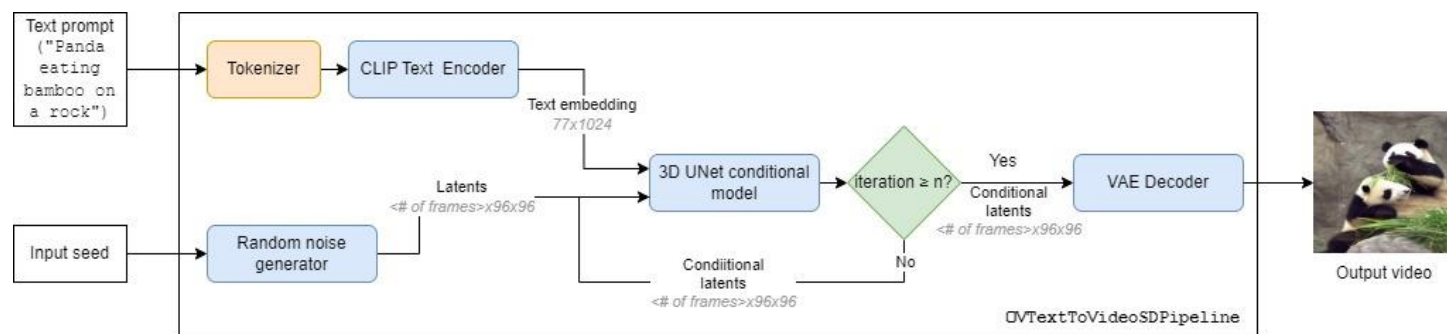 Text prompt
("Panda
eating
bamboo on
a rock")
Tokenizer
CLIP Text Encoder
Text embedding
77x1024
Input seed
Random noise
generator
Latents
<# of frames>x96x96
3D UNet conditional
model
iteration ≥ n?
Yes
Conditional
latents
<# of frames>x96x96
No
Condiitional
latents
<# of frames>x96x96
VAE Decoder
Output video
OVTextToVideoSDPipeline